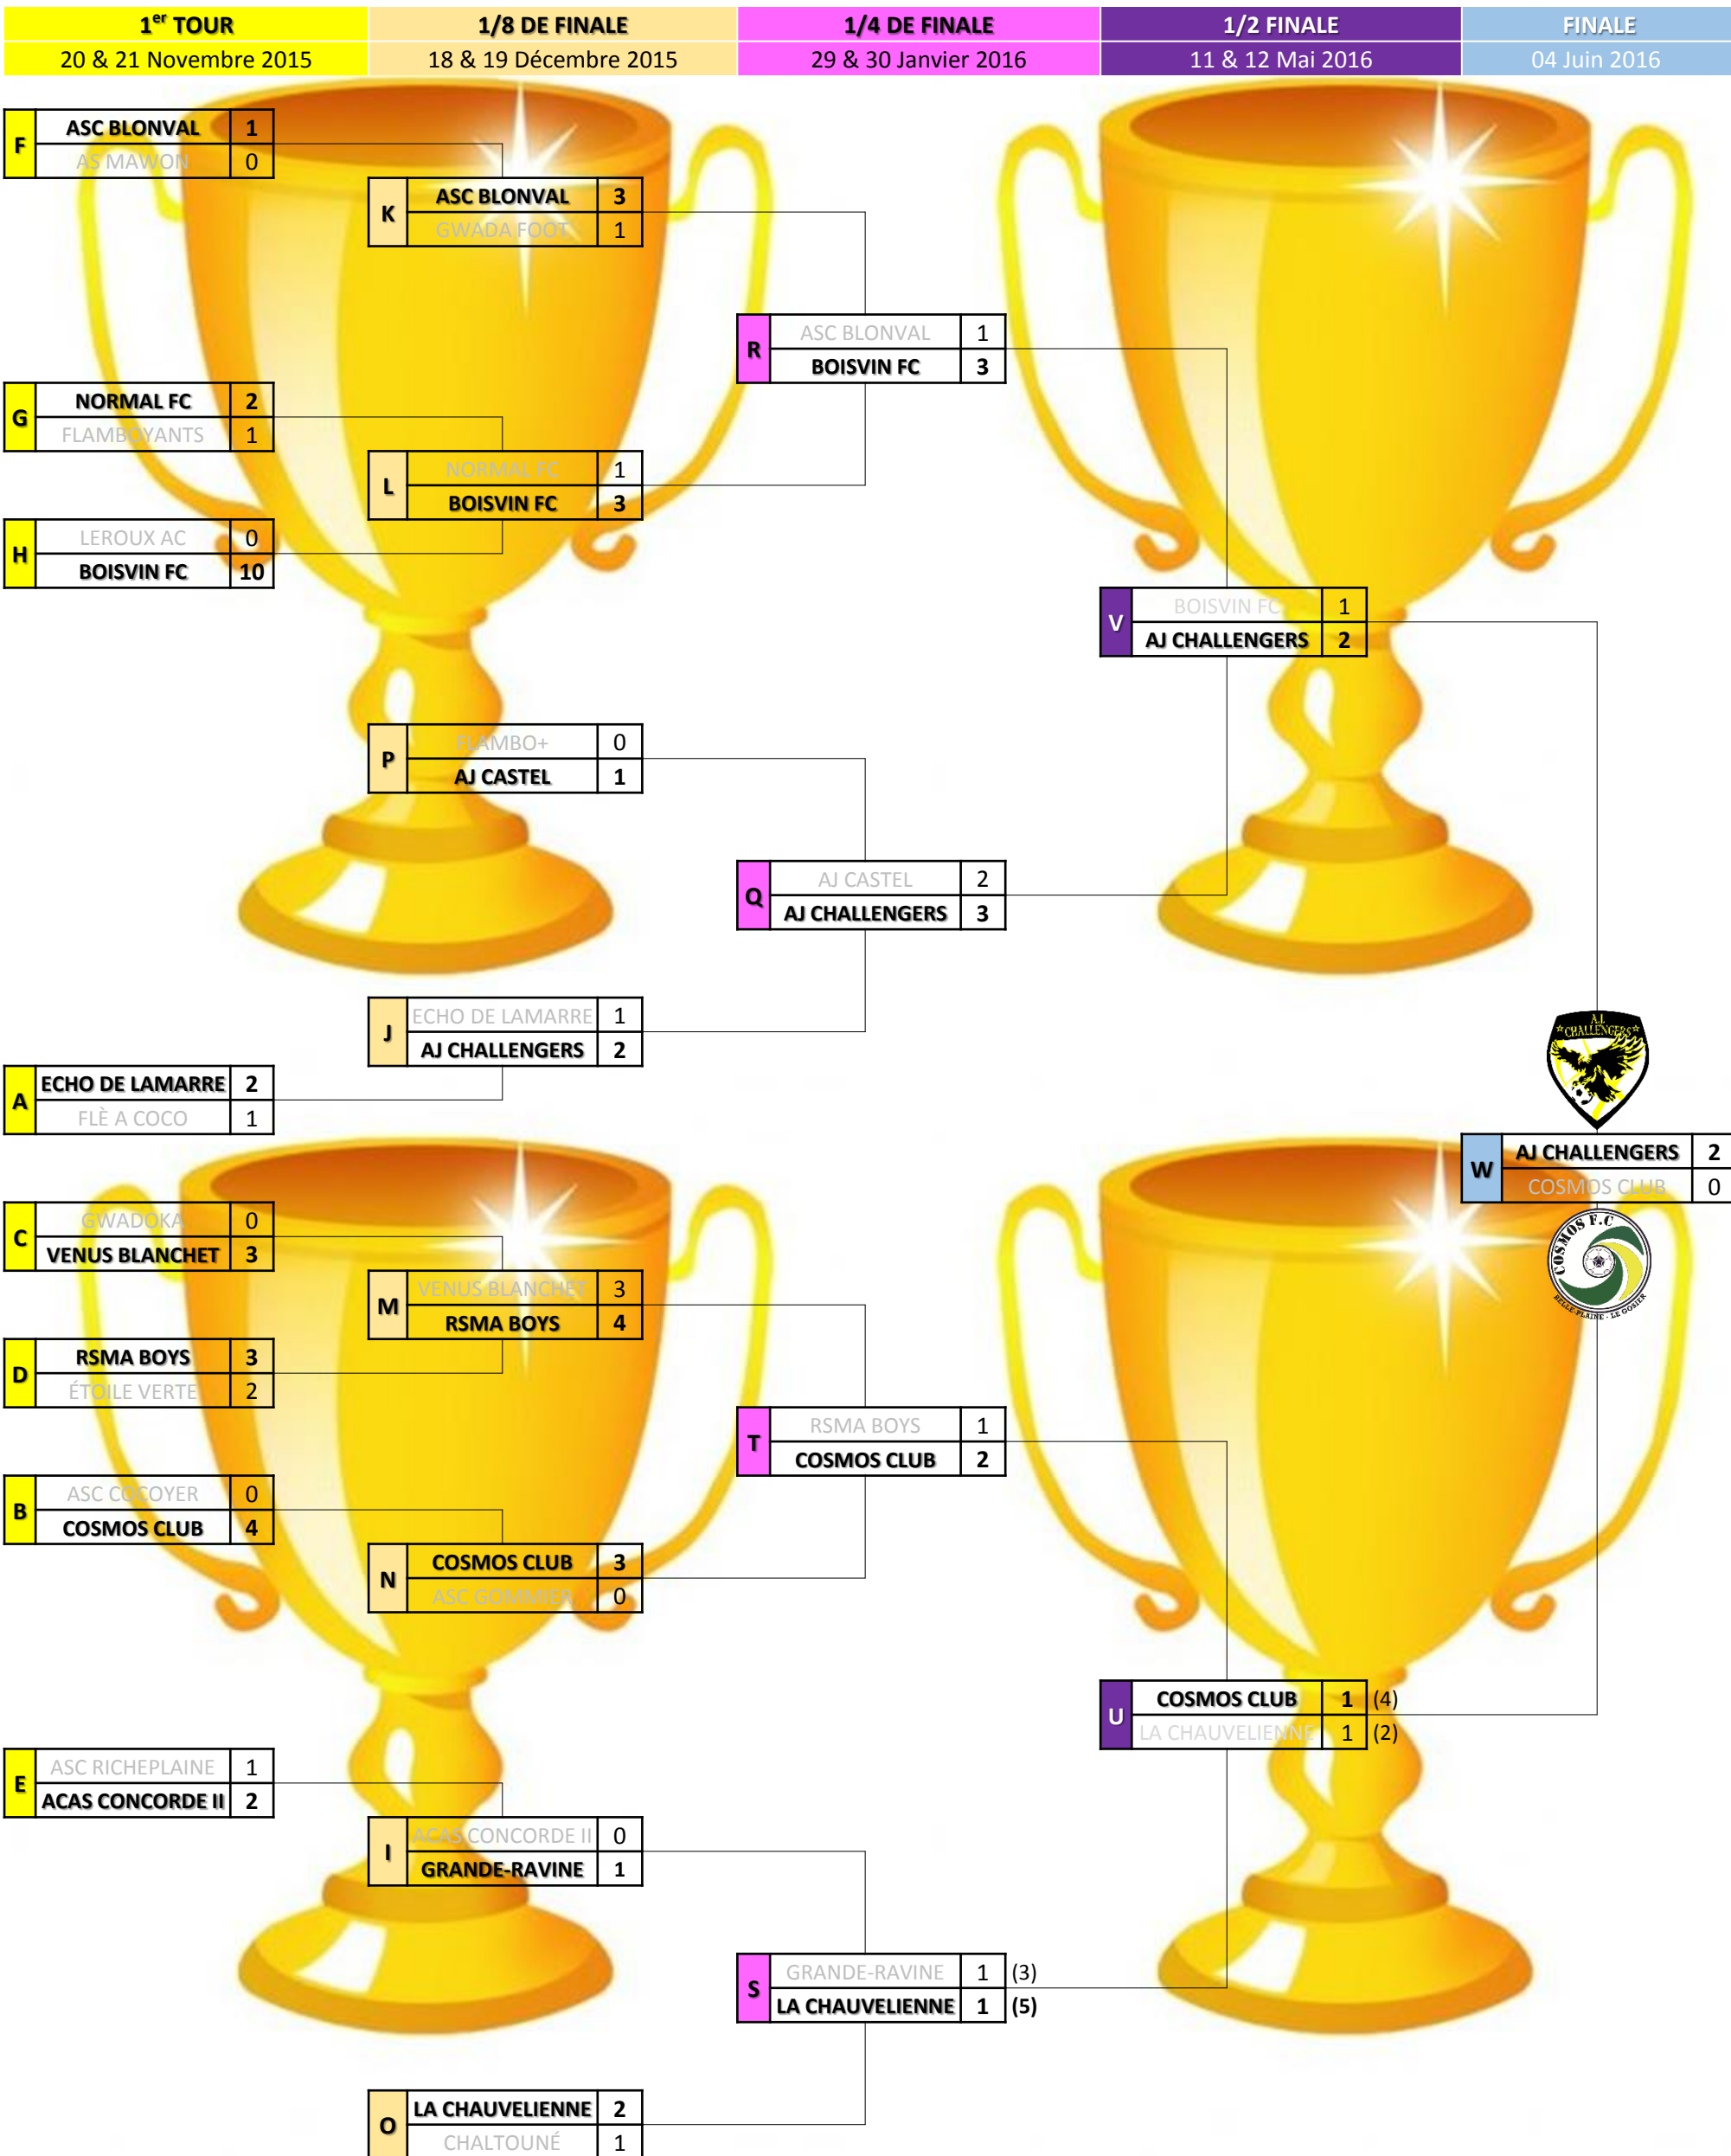 1er TOUR
1/8 DE FINALE
1/4 DE FINALE
1/2 FINALE
FINALE
20 & 21 Novembre 2015
18 & 19 Décembre 2015
29 & 30 Janvier 2016
11 & 12 Mai 2016
04 Juin 2016
F
ASC BLONVAL 1
AS MAWON 0
K
ASC BLONVAL 3
GWADA FOOT 1
R
ASC BLONVAL 1
BOISVIN FC 3
G
NORMAL FC 2
FLAMBOYANTS 1
L
NORMAL FC 1
BOISVIN FC 3
H
LEROUX AC 0
BOISVIN FC 10
V
BOISVIN FC 1
AJ CHALLENGERS 2
P
FLAMBO+ 0
AJ CASTEL 1
Q
AJ CASTEL 2
AJ CHALLENGERS 3
J
ECHO DE LAMARRE 1
AJ CHALLENGERS 2
A.J.
CHALLENGERS
A
ECHO DE LAMARRE 2
FLÈ A COCO 1
W
AJ CHALLENGERS 2
COSMOS CLUB 0
COSMOS F.C
BELLE-PLAINE - LE GOSIER
C
GWADOKA 0
VENUS BLANCHET 3
M
VENUS BLANCHET 3
RSMA BOYS 4
D
RSMA BOYS 3
ÉTOILE VERTE 2
T
RSMA BOYS 1
COSMOS CLUB 2
B
ASC COCOYER 0
COSMOS CLUB 4
N
COSMOS CLUB 3
ASC GOMMIER 0
U
COSMOS CLUB 1 (4)
LA CHAUVELIENNE 1 (2)
E
ASC RICHEPLAINE 1
ACAS CONCORDE II 2
I
ACAS CONCORDE II 0
GRANDE-RAVINE 1
S
GRANDE-RAVINE 1 (3)
LA CHAUVELIENNE 1 (5)
O
LA CHAUVELIENNE 2
CHALTOUNÉ 1